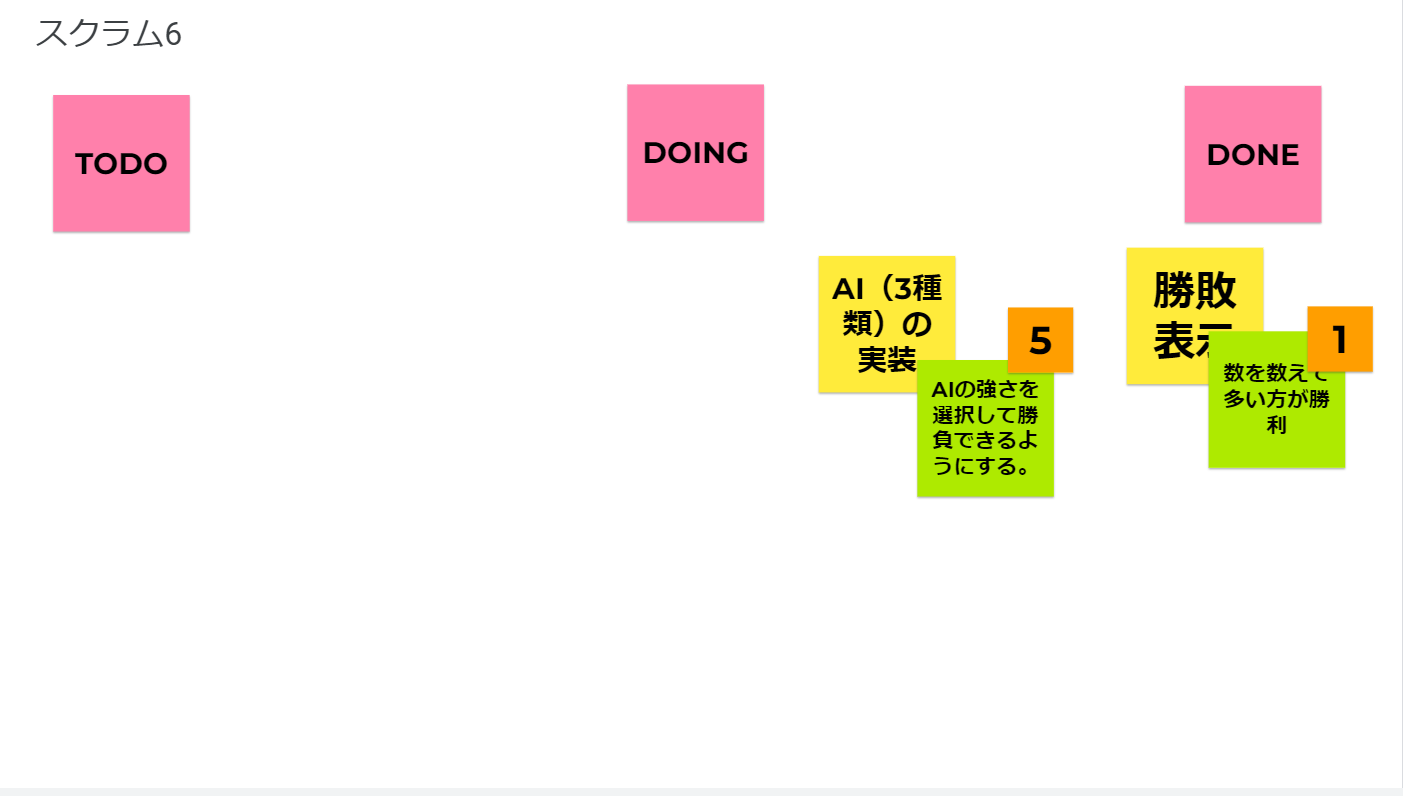 スクラム6
TODO
DOING
DONE
AI（3種
類）の
実装
5
AIの強さを
選択して勝
負できるよ
うにする。
勝敗
表示
1
数を数えて
多い方が勝
利